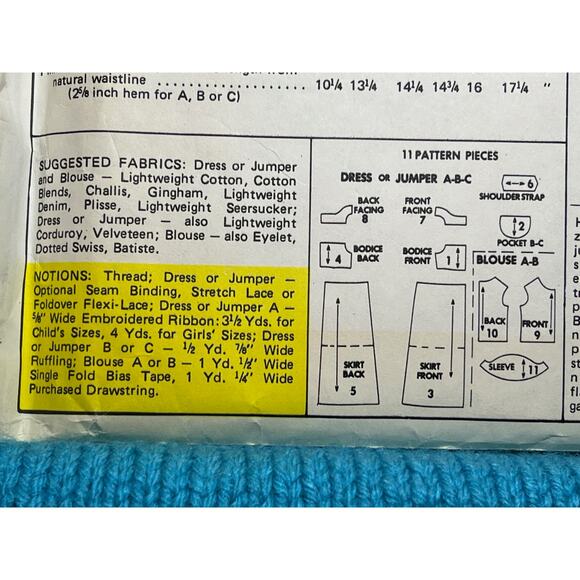 natural waistline ..................... 10¼ 13¼ 14¼ 14¾ 16 17¼ "
(2⅝ inch hem for A, B or C)
SUGGESTED FABRICS: Dress or Jumper
and Blouse — Lightweight Cotton, Cotton
Blends, Challis, Gingham, Lightweight
Denim, Plisse, Lightweight Seersucker;
Dress or Jumper — also Lightweight
Corduroy, Velveteen; Blouse — also Eyelet,
Dotted Swiss, Batiste.
NOTIONS: Thread; Dress or Jumper —
Optional Seam Binding, Stretch Lace or
Foldover Flexi-Lace; Dress or Jumper A —
⅝" Wide Embroidered Ribbon: 3½ Yds. for
Child's Sizes, 4 Yds. for Girls' Sizes; Dress
or Jumper B or C — ½ Yd. ⅞" Wide
Ruffling; Blouse A or B — 1 Yd. ½" Wide
Single Fold Bias Tape, 1 Yd. ¼" Wide
Purchased Drawstring.
11 PATTERN PIECES
DRESS OR JUMPER A-B-C
6
SHOULDER STRAP
BACK
FACING
8
FRONT
FACING
7
2
POCKET B-C
4
BODICE
BACK
BODICE
FRONT
1
BLOUSE A-B
BACK
10
FRONT
9
SKIRT
BACK
5
SKIRT
FRONT
3
SLEEVE
11